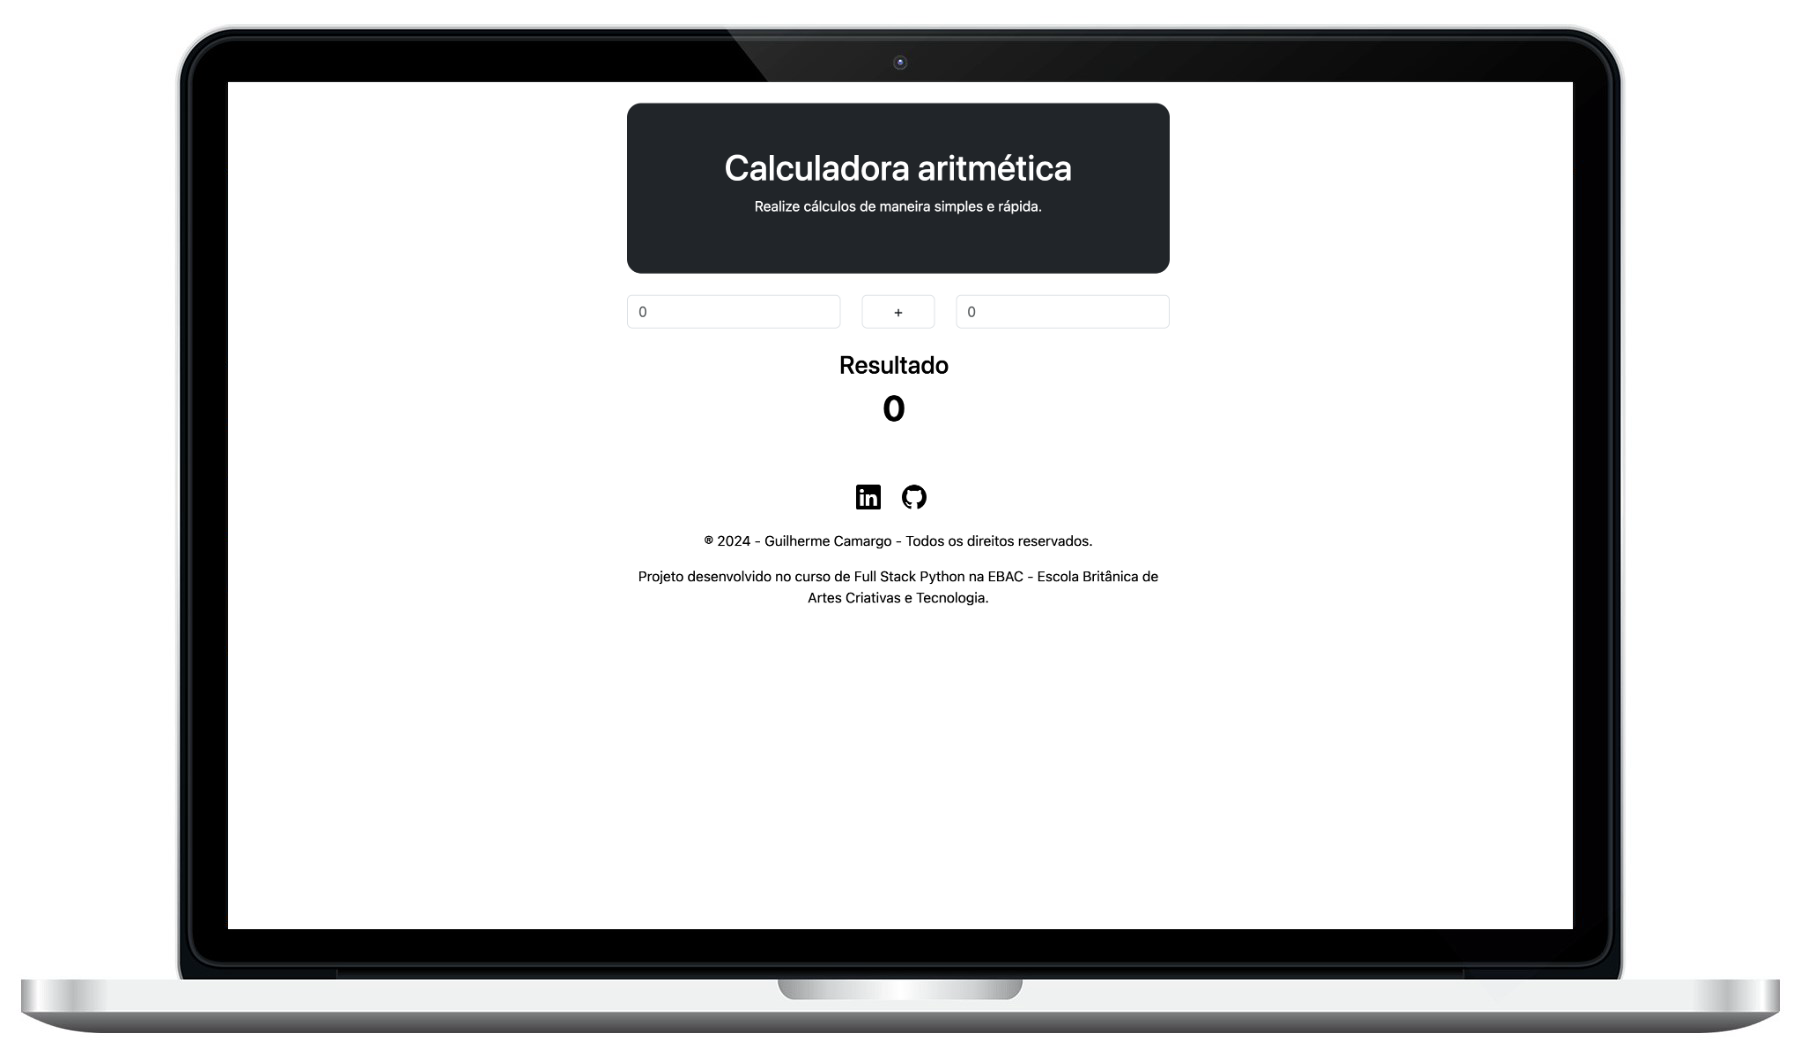 Calculadora aritmética
Realize cálculos de maneira simples e rápida.
0 + 0
Resultado
0
in
® 2024 - Guilherme Camargo - Todos os direitos reservados.
Projeto desenvolvido no curso de Full Stack Python na EBAC - Escola Britânica de
Artes Criativas e Tecnologia.